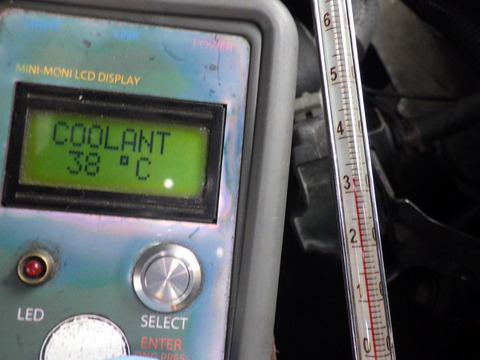 POWER
MINI-MONI LCD DISPLAY
COOLANT
38 °C
LED
SELECT
ENTER
6
5
4
3
2
1